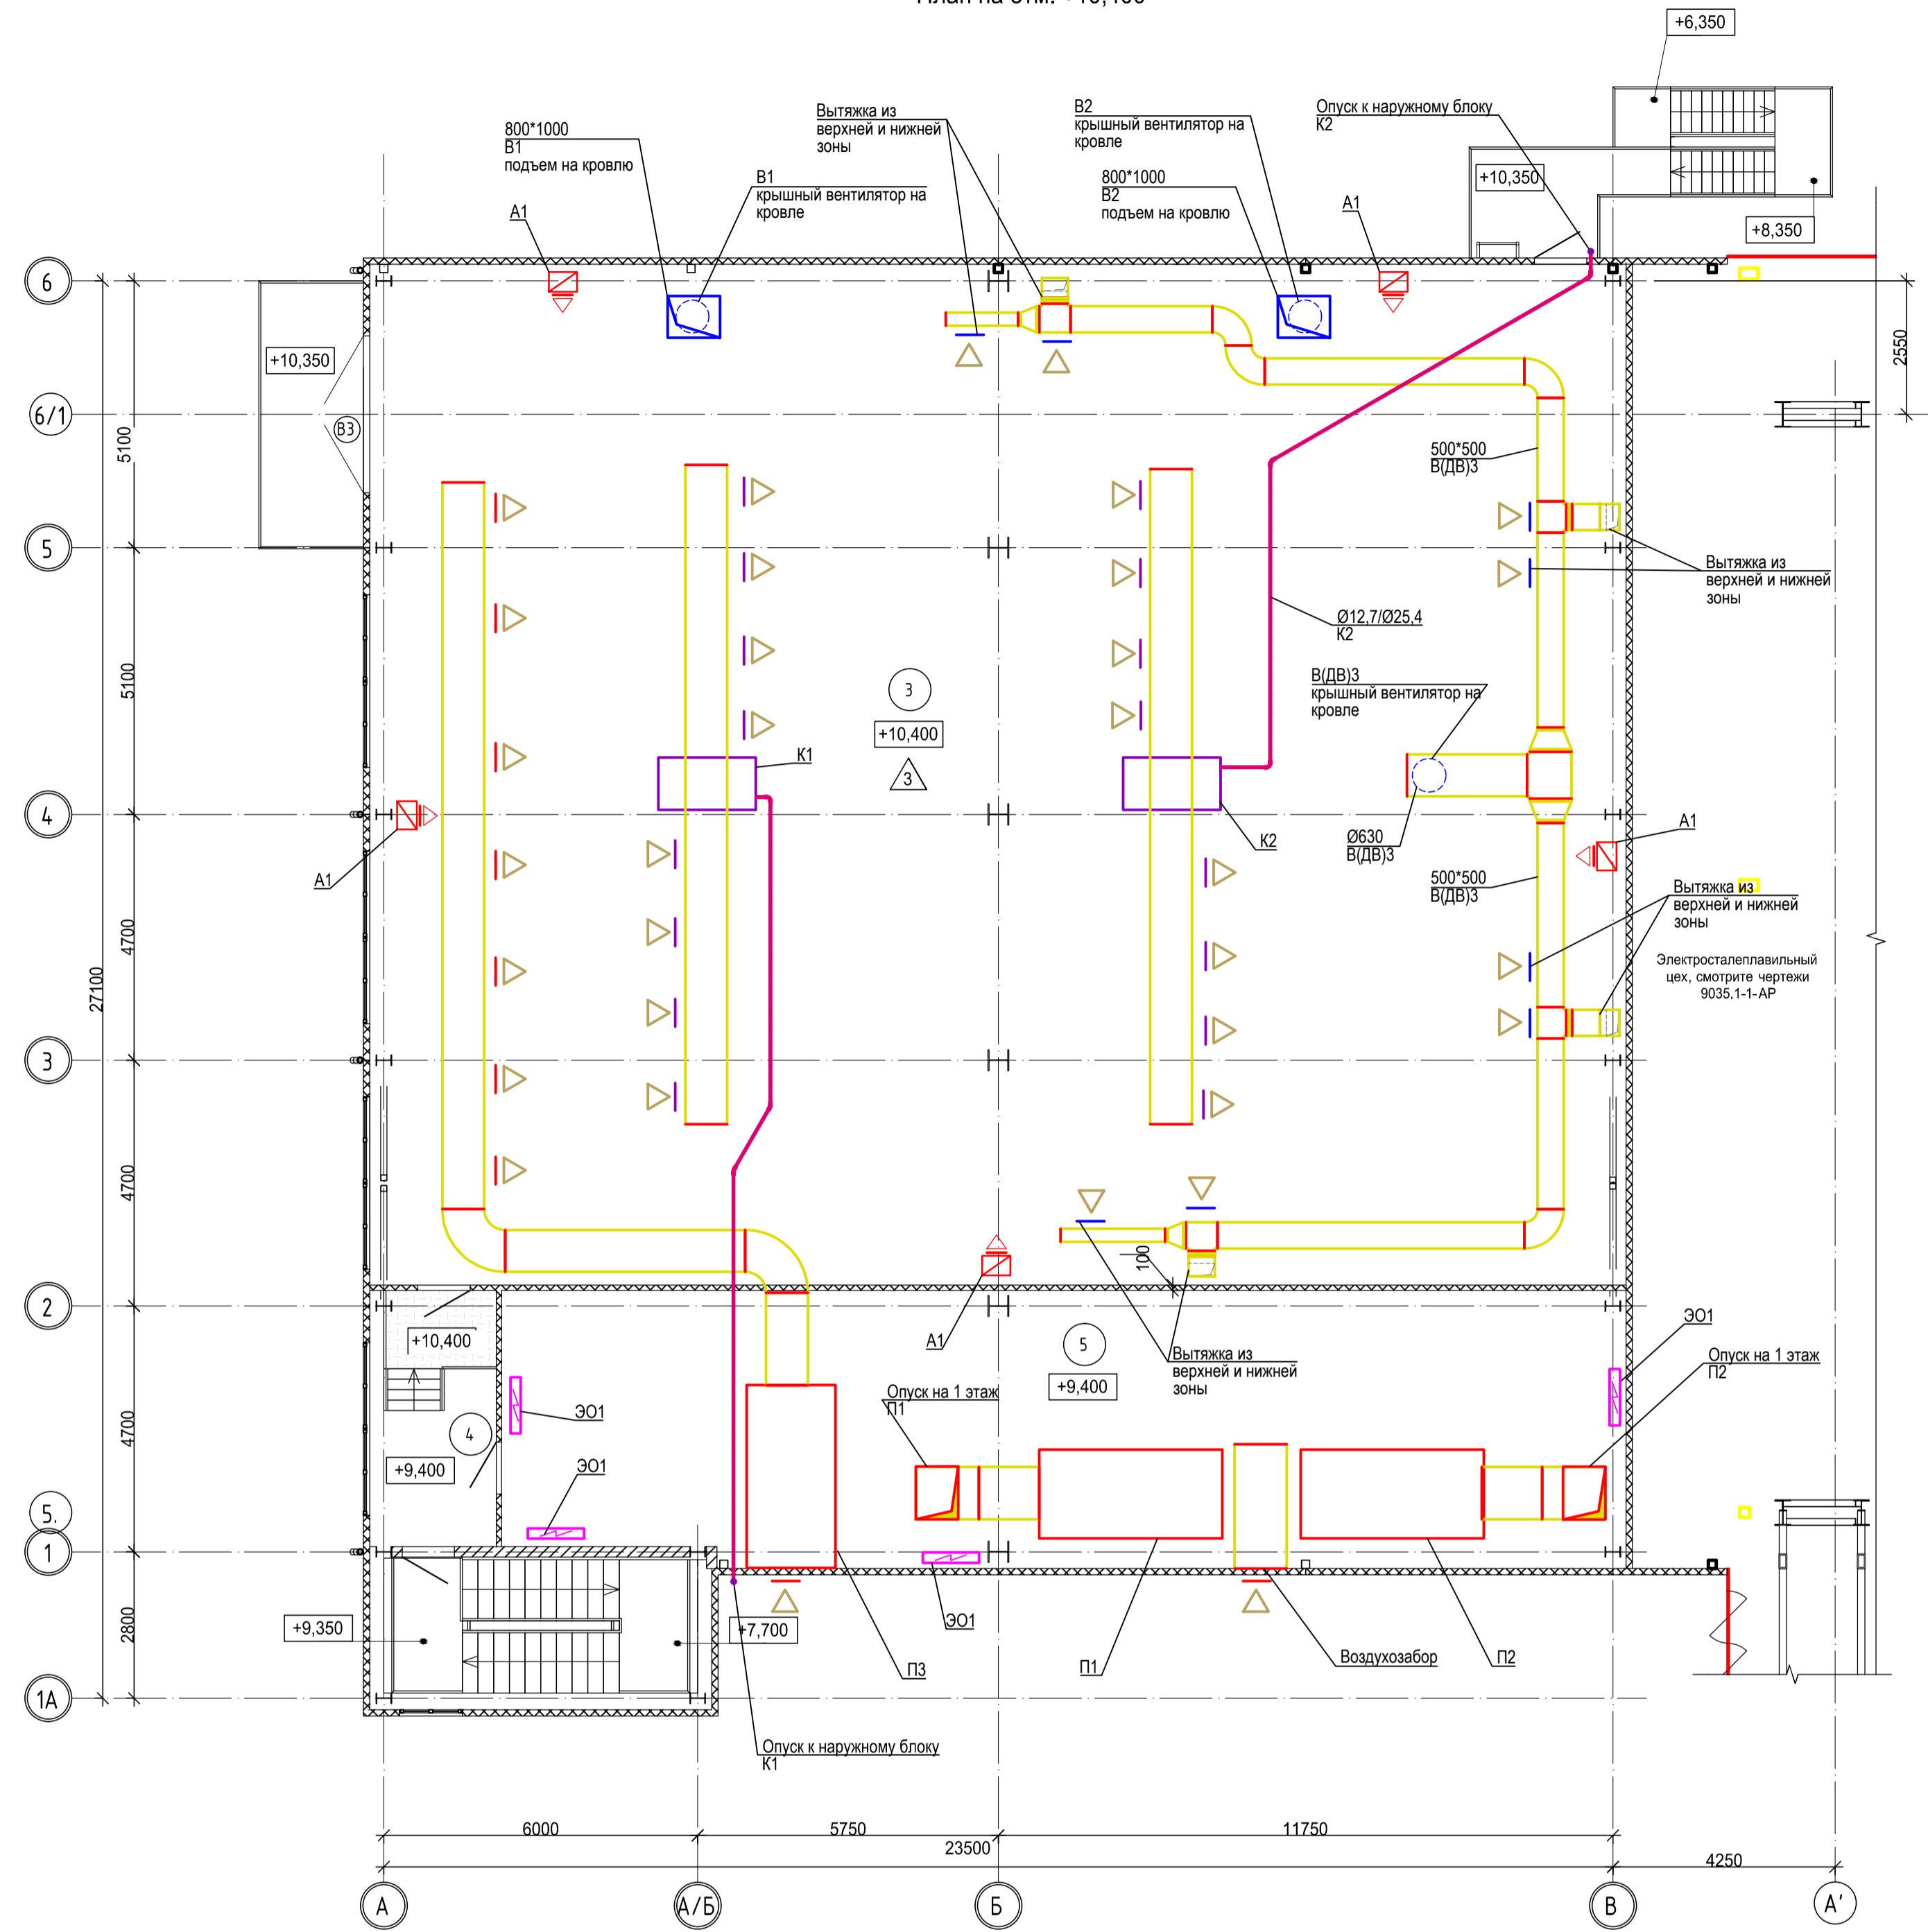 План на отм. +10,400
+6,350
800*1000
В1
подъем на кровлю
Вытяжка из
верхней и нижней
зоны
В2
крышный вентилятор на
кровле
Опуск к наружному блоку
К2
В1
крышный вентилятор на
кровле
800*1000
В2
подъем на кровлю
+10,350
А1
А1
+8,350
6
2550
+10,350
6/1
В3
5100
500*500
В(ДВ)3
5
Вытяжка из
верхней и нижней
зоны
Ø12,7/Ø25,4
К2
5100
3
В(ДВ)3
крышный вентилятор на
кровле
+10,400
3
К1
4
А1
К2
Ø630
В(ДВ)3
А1
500*500
В(ДВ)3
Вытяжка из
верхней и нижней
зоны
4700
27100
Электросталеплавильный
цех, смотрите чертежи
9035.1-1-АР
3
4700
100
2
+10,400
А1
5
ЭО1
Вытяжка из
верхней и нижней
зоны
Опуск на 1 этаж
П2
+9,400
Опуск на 1 этаж
П1
ЭО1
4700
4
+9,400
ЭО1
5.
1
2800
+9,350
+7,700
ЭО1
П3
П1
Воздухозабор
П2
1А
Опуск к наружному блоку
К1
6000
5750
11750
23500
4250
А
А/Б
Б
В
А'